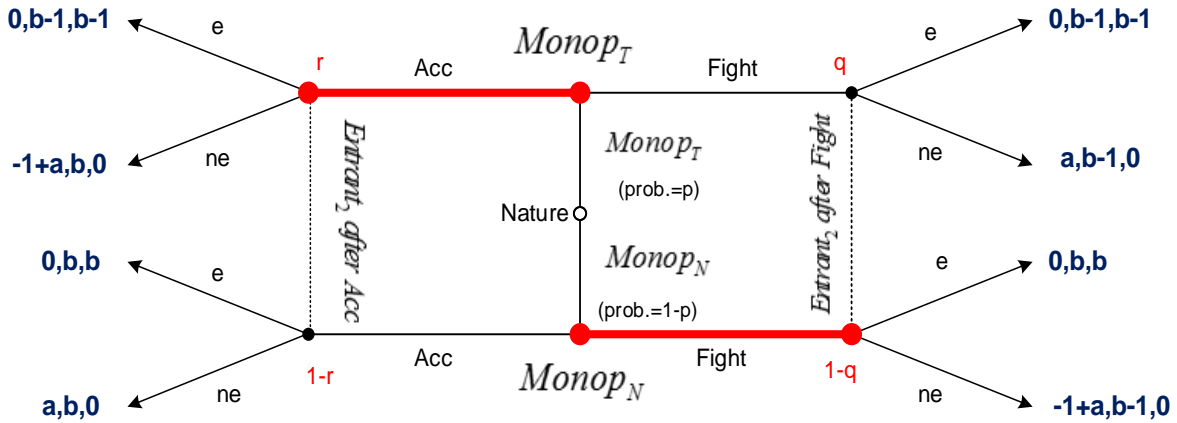 0,b-1,b-1
e
r
Acc
Monop_T
Fight
q
e
0,b-1,b-1
-1+a,b,0
ne
Entrant_2 after Acc
Monop_T
(prob.=p)
Nature
Entrant_2 after Fight
ne
a,b-1,0
0,b,b
e
Monop_N
(prob.=1-p)
e
0,b,b
a,b,0
ne
1-r
Acc
Monop_N
Fight
1-q
ne
-1+a,b-1,0